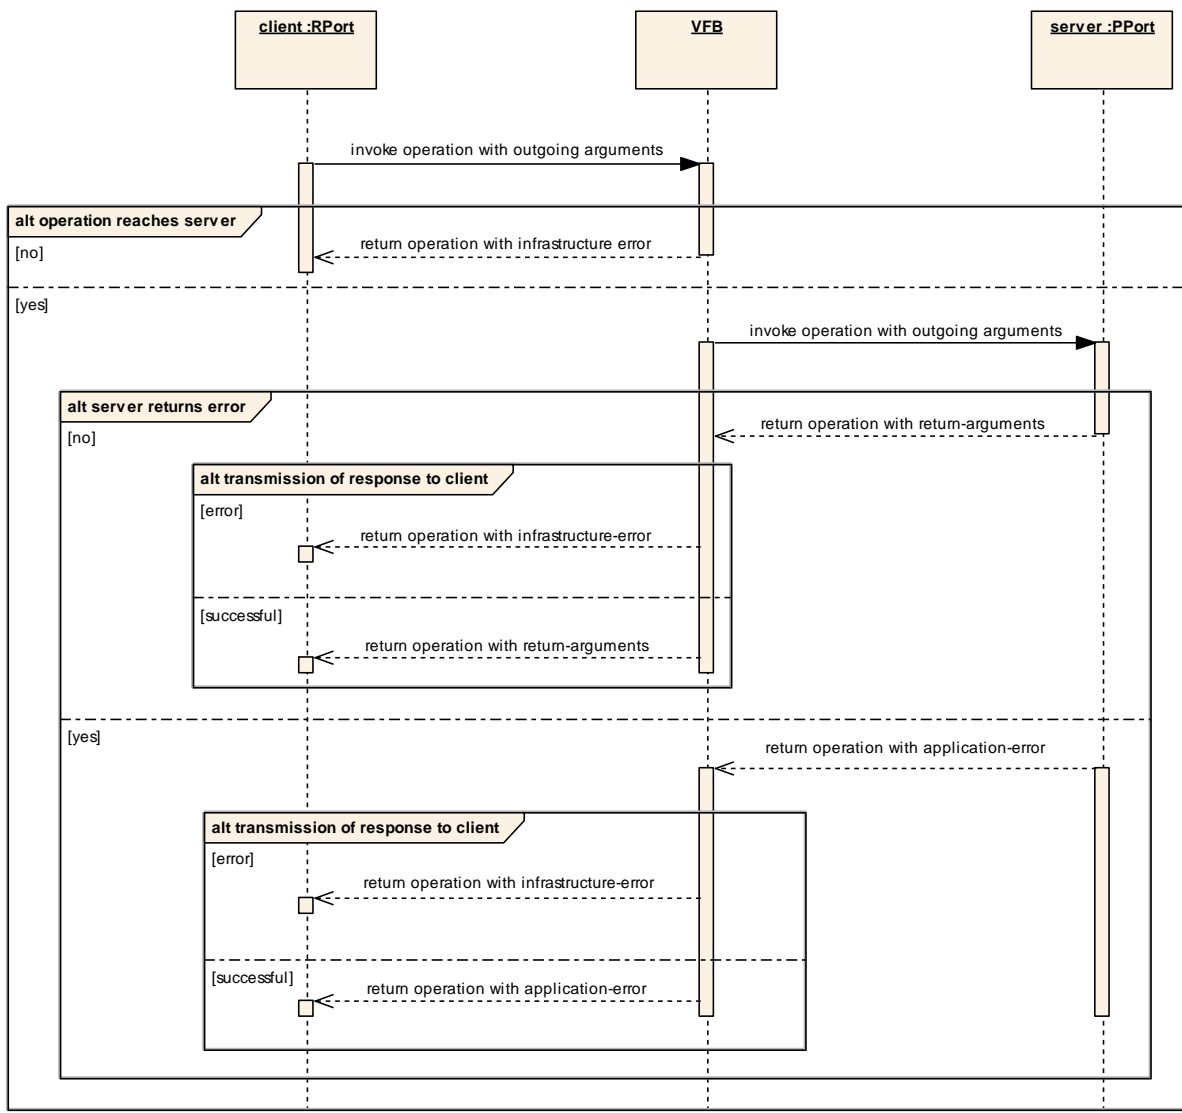 client :RPort
VFB
server :PPort
invoke operation with outgoing arguments
alt operation reaches server
[no]
return operation with infrastructure error
[yes]
invoke operation with outgoing arguments
alt server returns error
[no]
return operation with return-arguments
alt transmission of response to client
[error]
return operation with infrastructure-error
[successful]
return operation with return-arguments
[yes]
return operation with application-error
alt transmission of response to client
[error]
return operation with infrastructure-error
[successful]
return operation with application-error